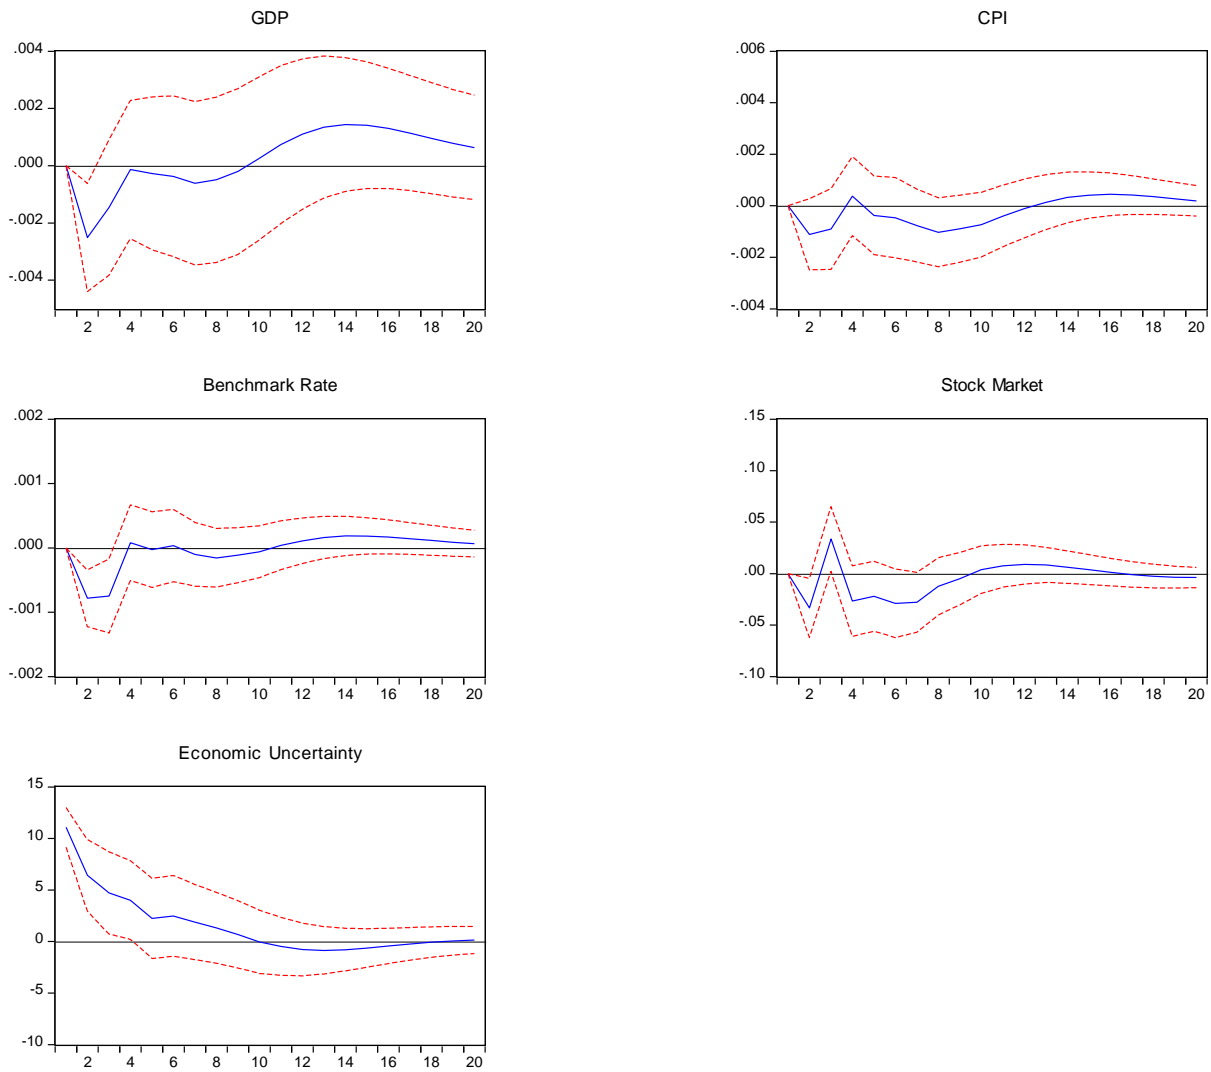 GDP
.004
.002
.000
-.002
-.004
2 4 6 8 10 12 14 16 18 20
CPI
.006
.004
.002
.000
-.002
-.004
2 4 6 8 10 12 14 16 18 20
Benchmark Rate
.002
.001
.000
-.001
-.002
2 4 6 8 10 12 14 16 18 20
Stock Market
.15
.10
.05
.00
-.05
-.10
2 4 6 8 10 12 14 16 18 20
Economic Uncertainty
15
10
5
0
-5
-10
2 4 6 8 10 12 14 16 18 20